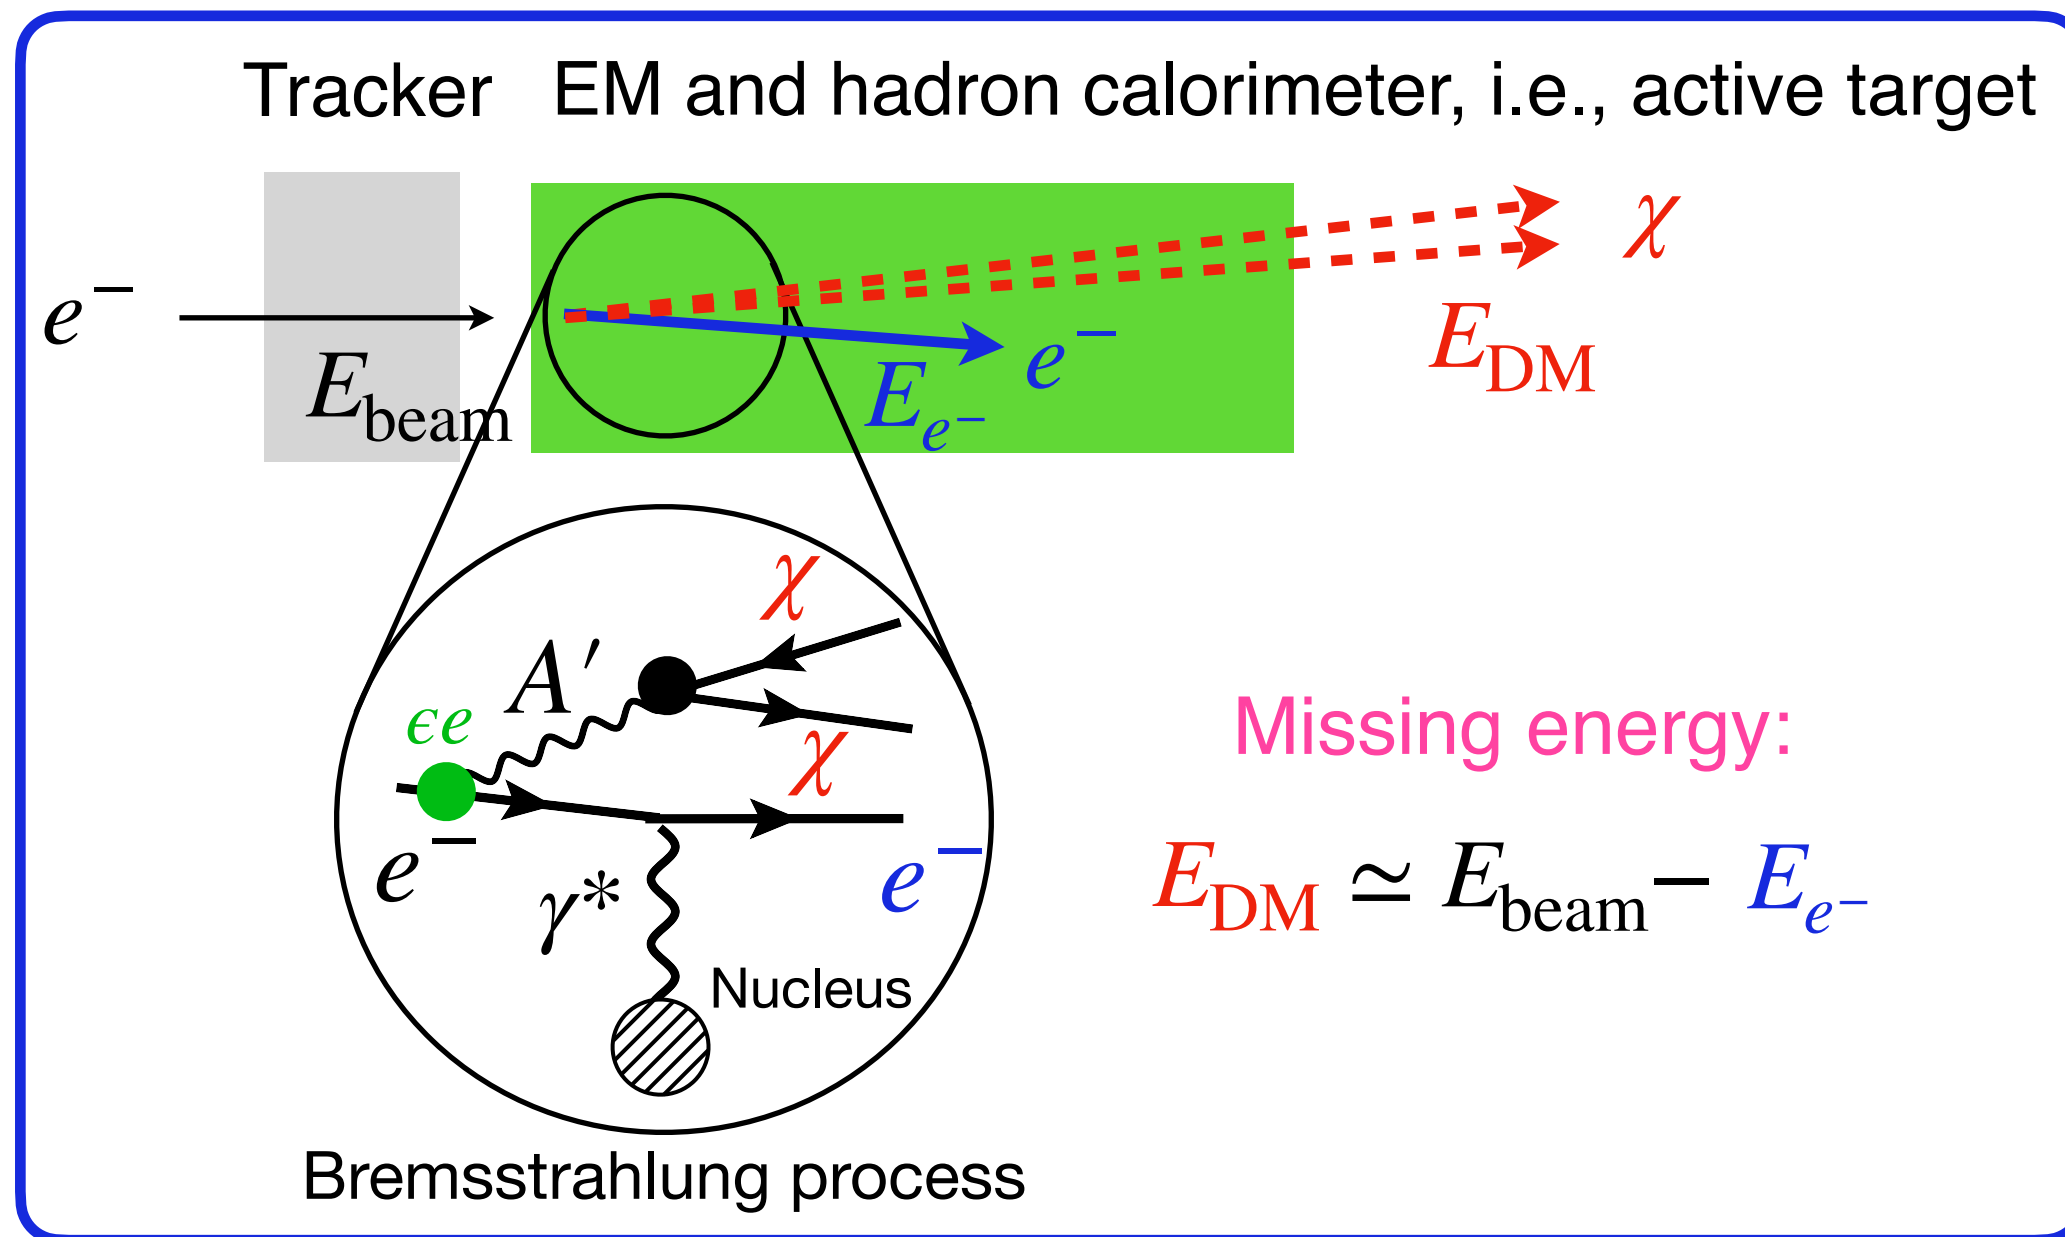 Tracker EM and hadron calorimeter, i.e., active target
e⁻
E_beam
E_e⁻
e⁻
χ
E_DM
χ
A′
ϵe
χ
e⁻
e⁻
γ*
Nucleus
Bremsstrahlung process
Missing energy:
E_DM ≃ E_beam − E_e⁻